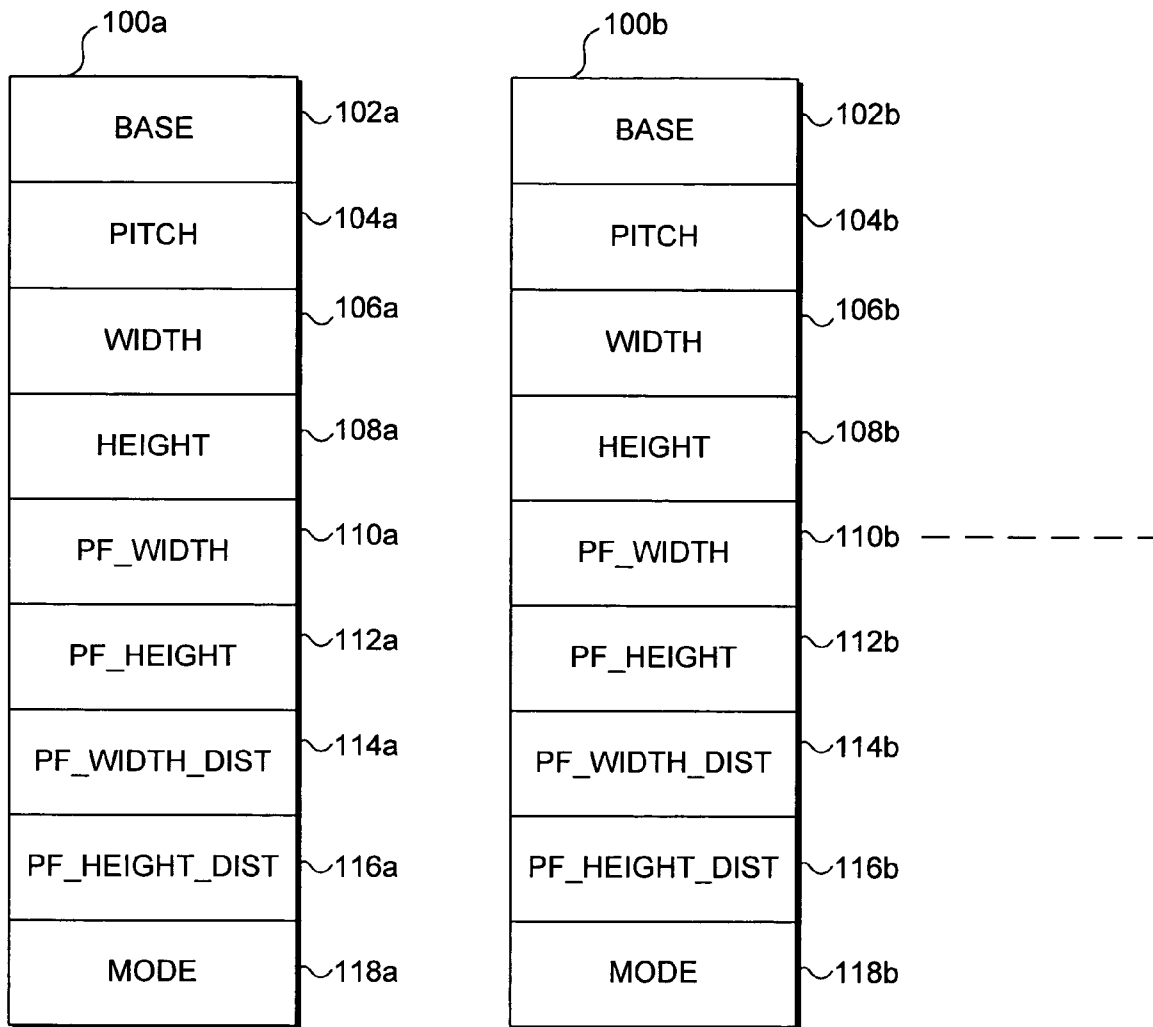 100a
100b
BASE
102a
BASE
102b
PITCH
104a
PITCH
104b
WIDTH
106a
WIDTH
106b
HEIGHT
108a
HEIGHT
108b
PF_WIDTH
110a
PF_WIDTH
110b
PF_HEIGHT
112a
PF_HEIGHT
112b
PF_WIDTH_DIST
114a
PF_WIDTH_DIST
114b
PF_HEIGHT_DIST
116a
PF_HEIGHT_DIST
116b
MODE
118a
MODE
118b